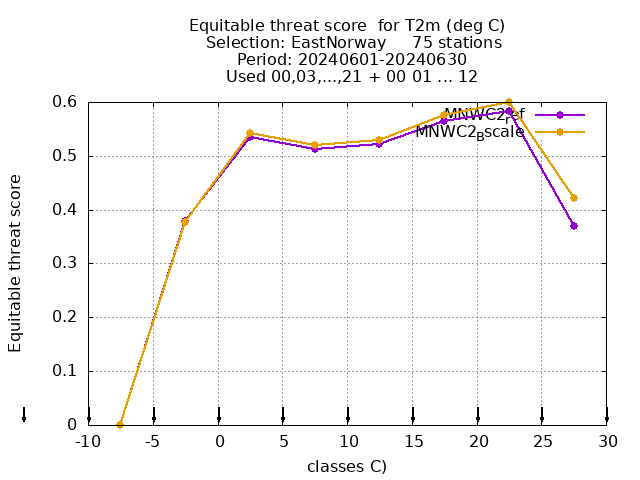 Equitable threat score  for T2m (deg C)
Selection: EastNorway     75 stations
Period: 20240601-20240630
Used 00,03,...,21 + 00 01 ... 12
MNWC2ref
MNWC2Bscale
Equitable threat score
0.6
0.5
0.4
0.3
0.2
0.1
0
-10 -5 0 5 10 15 20 25 30
classes C)